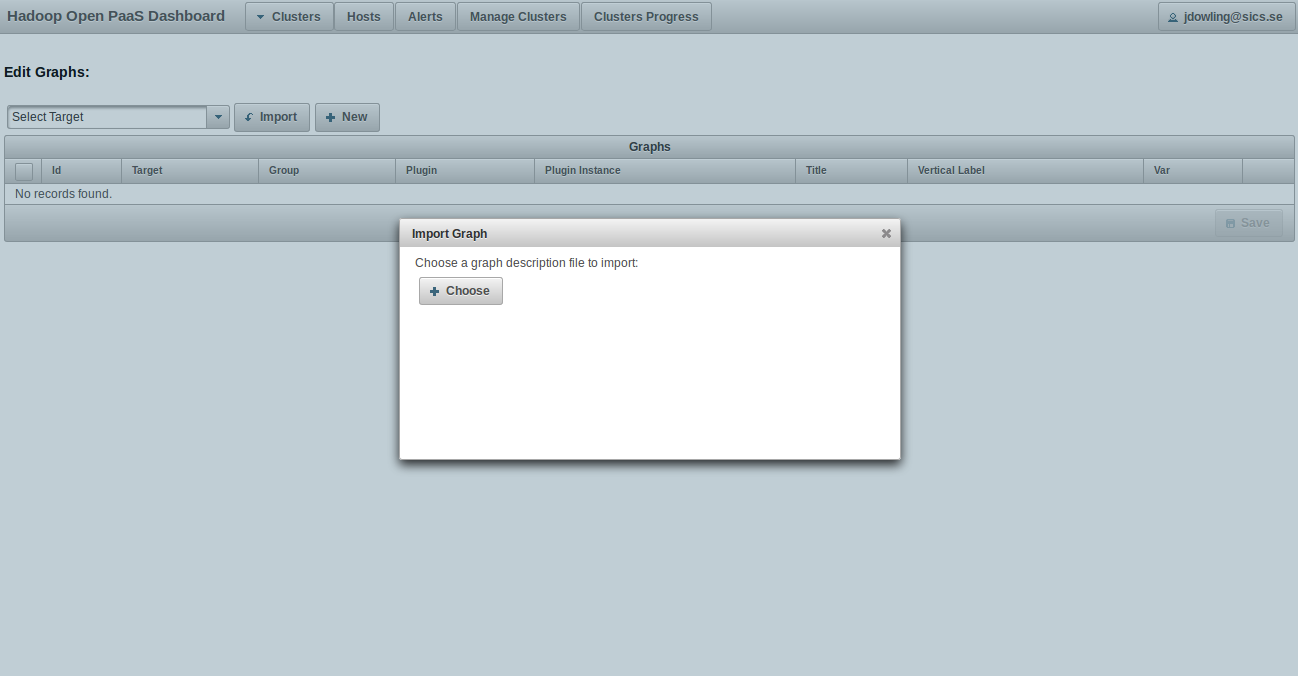 Hadoop Open PaaS Dashboard Clusters Hosts Alerts Manage Clusters Clusters Progress jdowling@sics.se
Edit Graphs:
Select Target Import New
Graphs
Id Target Group Plugin Plugin Instance Title Vertical Label Var
No records found.
Save
Import Graph
Choose a graph description file to import:
Choose